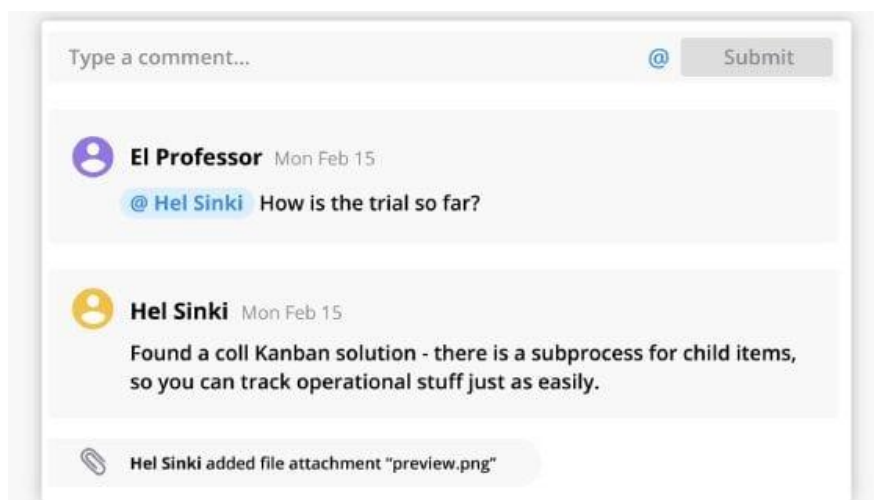 Type a comment... @ Submit
El Professor Mon Feb 15
@ Hel Sinki How is the trial so far?
Hel Sinki Mon Feb 15
Found a coll Kanban solution - there is a subprocess for child items,
so you can track operational stuff just as easily.
Hel Sinki added file attachment “preview.png”